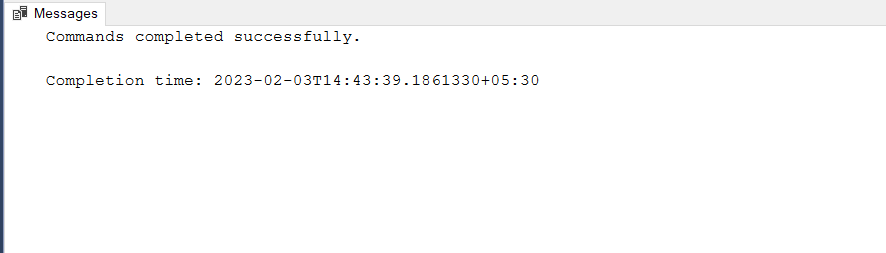 Messages
Commands completed successfully.
Completion time: 2023-02-03T14:43:39.1861330+05:30